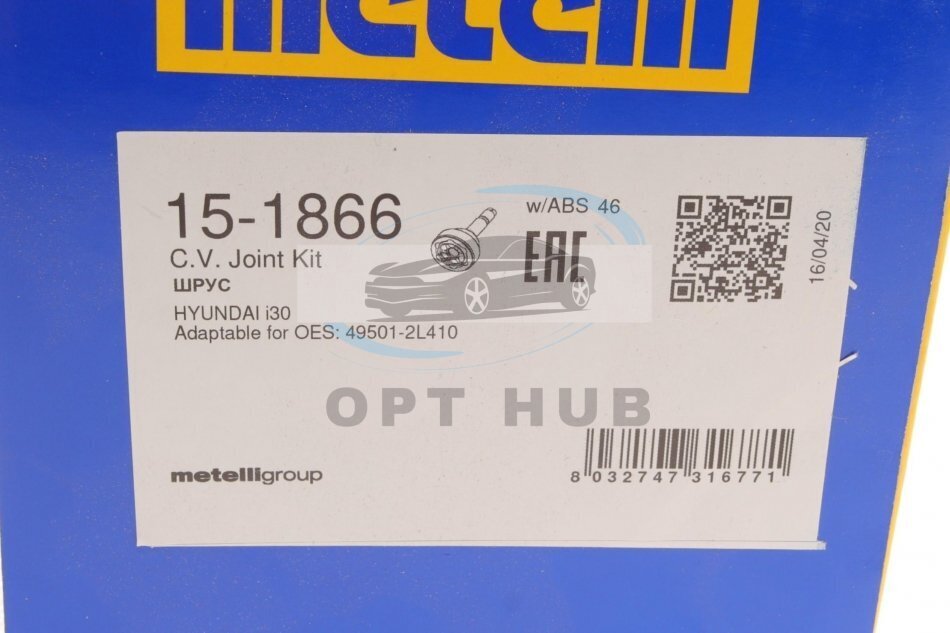 metelli
15-1866
w/ABS 46
C.V. Joint Kit
EAC
ШРУС
HYUNDAI i30
Adaptable for OES: 49501-2L410
16/04/20
OPT HUB
metelligroup
8 032747 316771